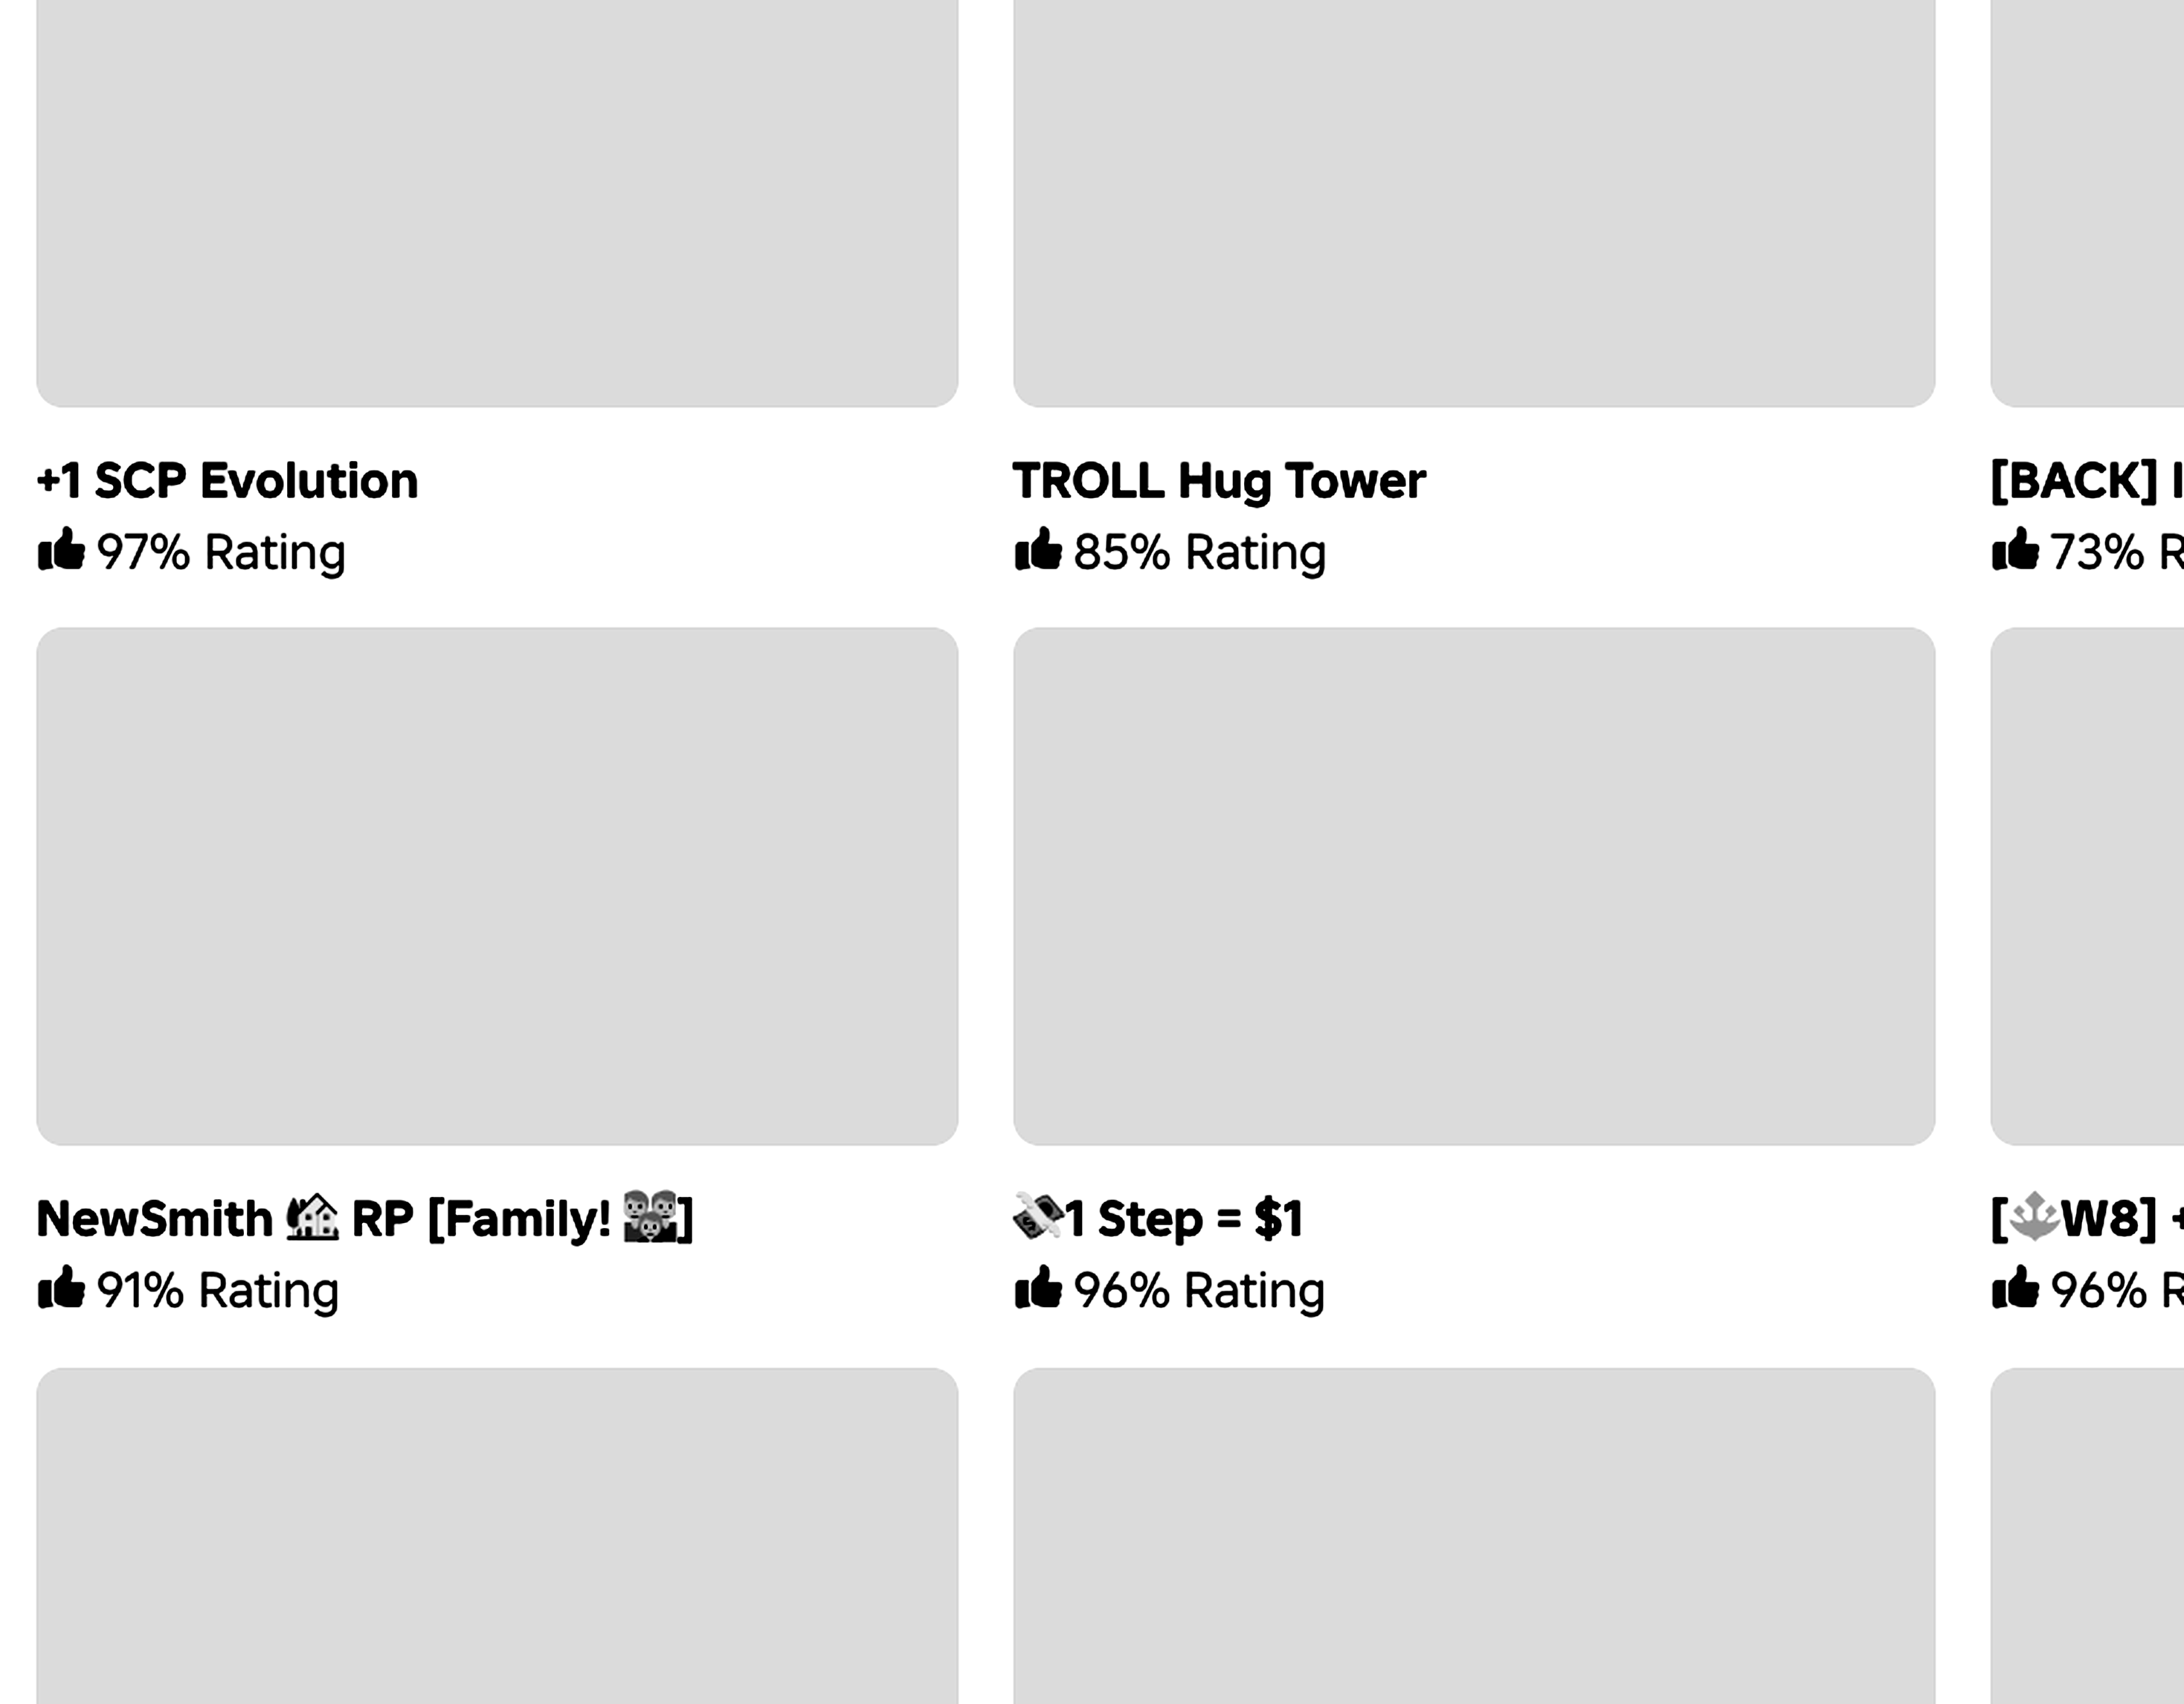 +1 SCP Evolution
97% Rating
TROLL Hug Tower
85% Rating
[BACK]
73%
NewSmith 🏡 RP [Family! 👨‍👩‍👦]
91% Rating
💸1 Step = $1
96% Rating
[🔱W8] +
96%